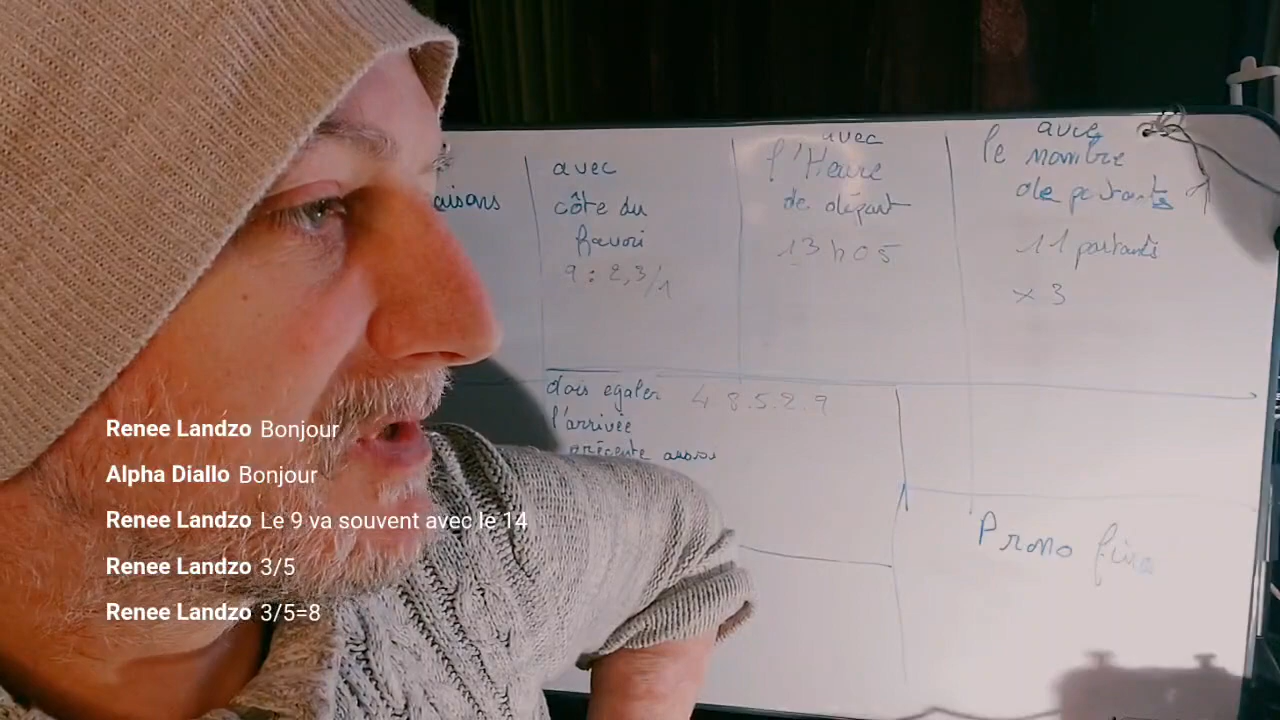 aisons
avec
côte du
favori
9 : 2,3/1
avec
l'Heure
de départ
13h05
avec
le nombre
de partants
11 partants
x 3
dois egaler
l'arrivée
4 8.5.2.9
Prono
Renee Landzo Bonjour
Alpha Diallo Bonjour
Renee Landzo Le 9 va souvent avec le 14
Renee Landzo 3/5
Renee Landzo 3/5=8